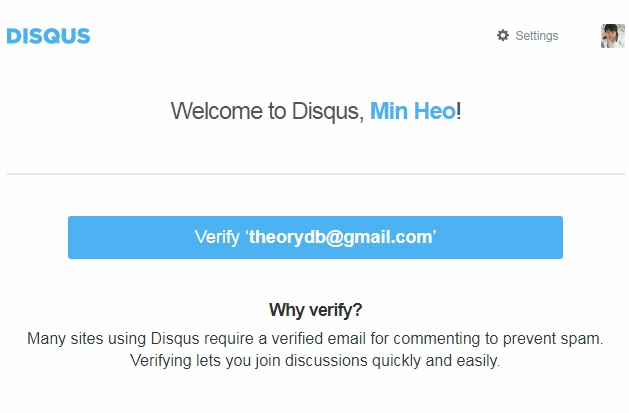 DISQUS
Settings
Welcome to Disqus, Min Heo!
Verify ‘theorydb@gmail.com’
Why verify?
Many sites using Disqus require a verified email for commenting to prevent spam.
Verifying lets you join discussions quickly and easily.